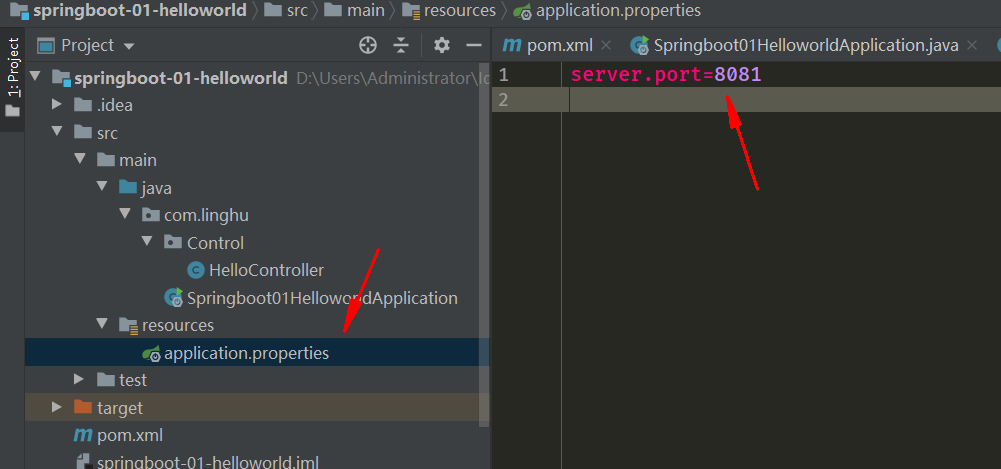 springboot-01-helloworld src main resources application.properties
1: Project
Project
pom.xml Springboot01HelloworldApplication.java
springboot-01-helloworld D:\Users\Administrator\Id
.idea
src
main
java
com.linghu
Control
HelloController
Springboot01HelloworldApplication
resources
application.properties
test
target
pom.xml
springboot-01-helloworld.iml
1 server.port=8081
2